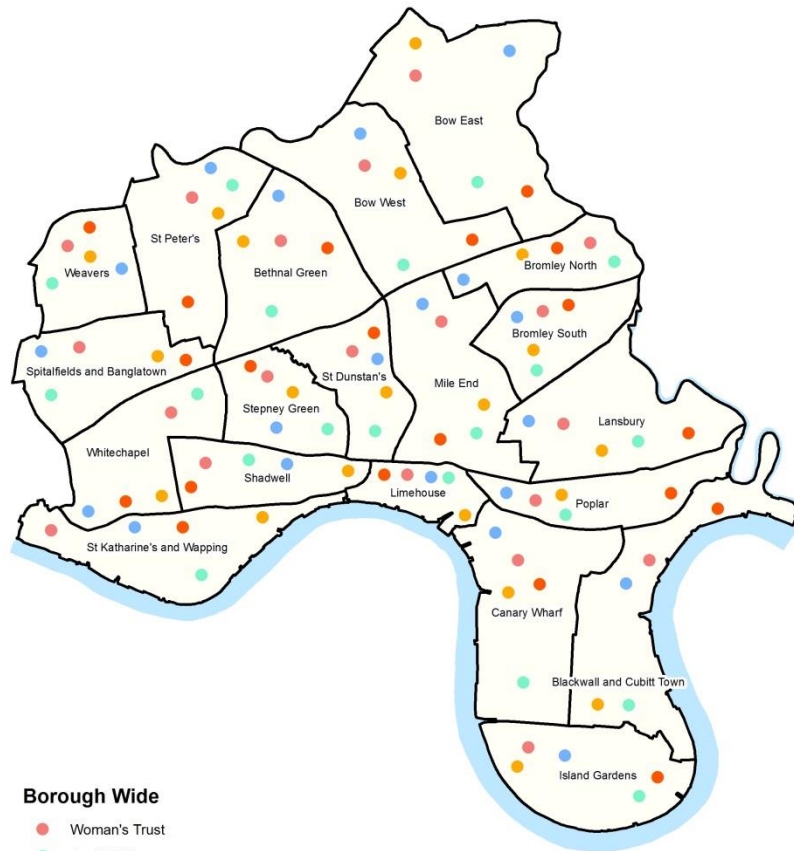 Bow East
Bow West
St Peter's
Weavers
Bethnal Green
Bromley North
Bromley South
Spitalfields and Banglatown
St Dunstan's
Mile End
Stepney Green
Lansbury
Whitechapel
Shadwell
Limehouse
Poplar
St Katharine's and Wapping
Canary Wharf
Blackwall and Cubitt Town
Island Gardens
Borough Wide
Woman's Trust